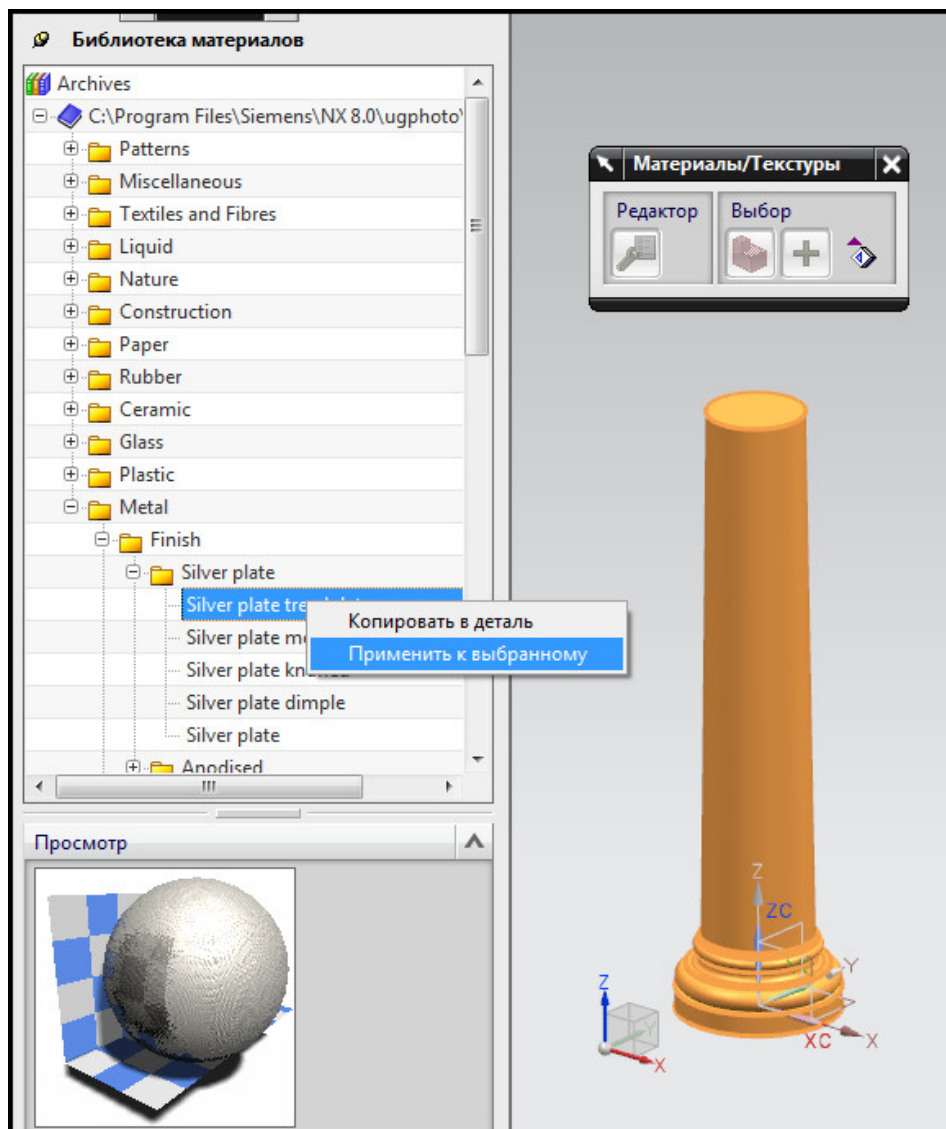 Библиотека материалов
Archives
C:\Program Files\Siemens\NX 8.0\ugphoto\
Patterns
Miscellaneous
Textiles and Fibres
Liquid
Nature
Construction
Paper
Rubber
Ceramic
Glass
Plastic
Metal
Finish
Silver plate
Silver plate
Silver plate
Silver plate
Silver plate dimple
Silver plate
Anodised
Копировать в деталь
Применить к выбранному
Просмотр
Материалы/Текстуры
Редактор Выбор
Z
ZC
Y
XC X
Z
Y
X